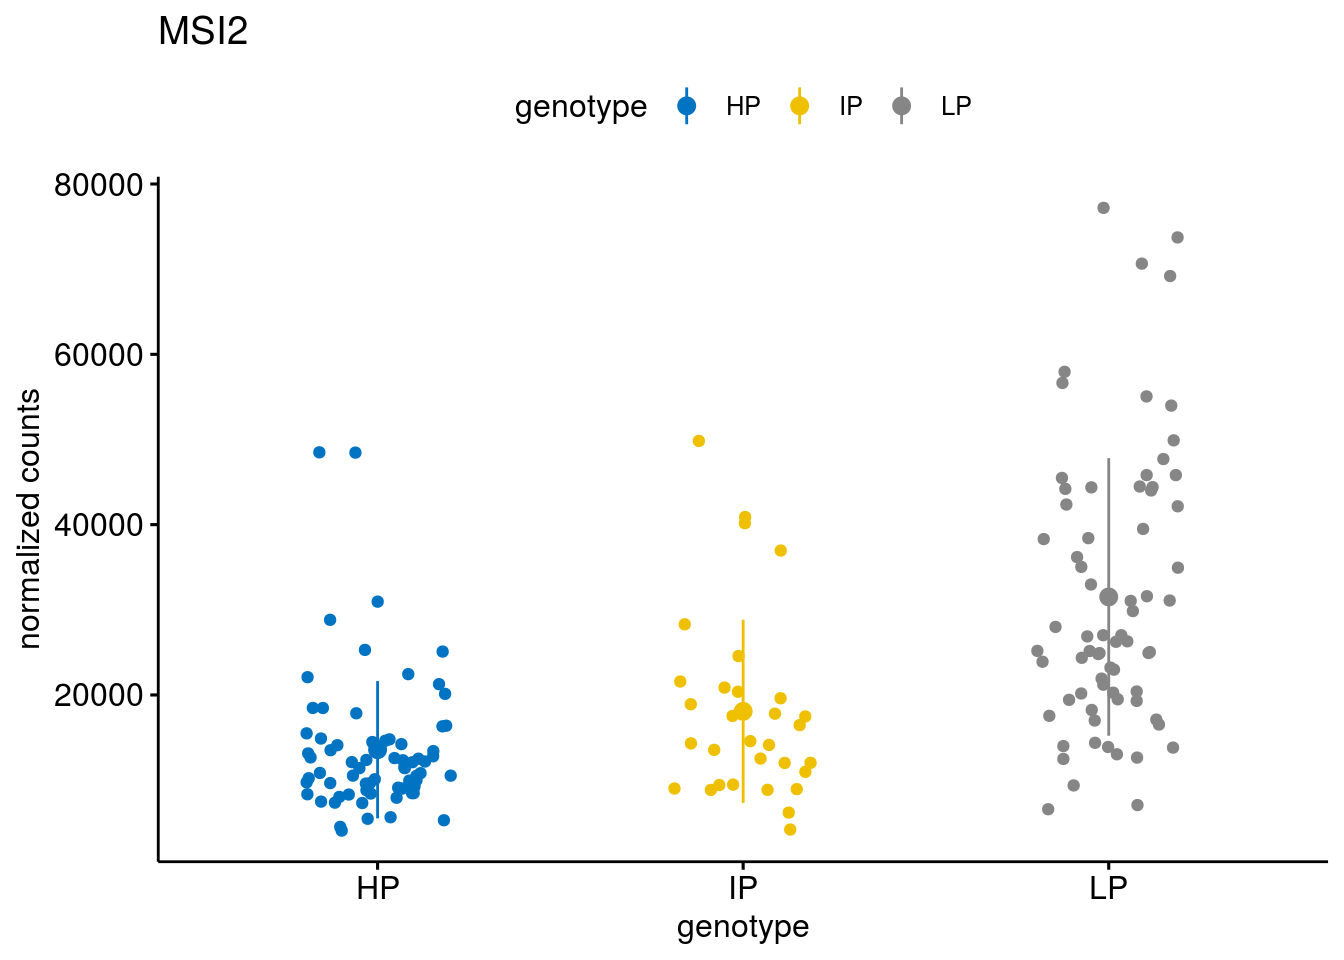 MSI2
genotype HP IP LP
80000
60000
40000
20000
normalized counts
HP IP LP
genotype